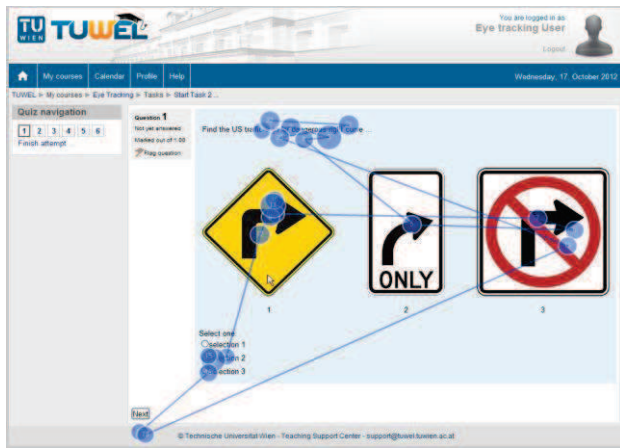 TU WIEN TUWEL
You are logged in as
Eye tracking User
Logout
My courses Calendar Profile Help
Wednesday, 17. October 2012
TUWEL ► My courses ► Eye Tracking ► Tasks ► Start Task 2 ...
Quiz navigation
1 2 3 4 5 6
Finish attempt ...
Question 1
Not yet answered
Marked out of 1.00
Flag question
Find the US
ONLY
1 2 3
Select one:
selection 1
2
3
Next
© Technische Universität Wien - Teaching Support Center - support@tuwel.tuwien.ac.at